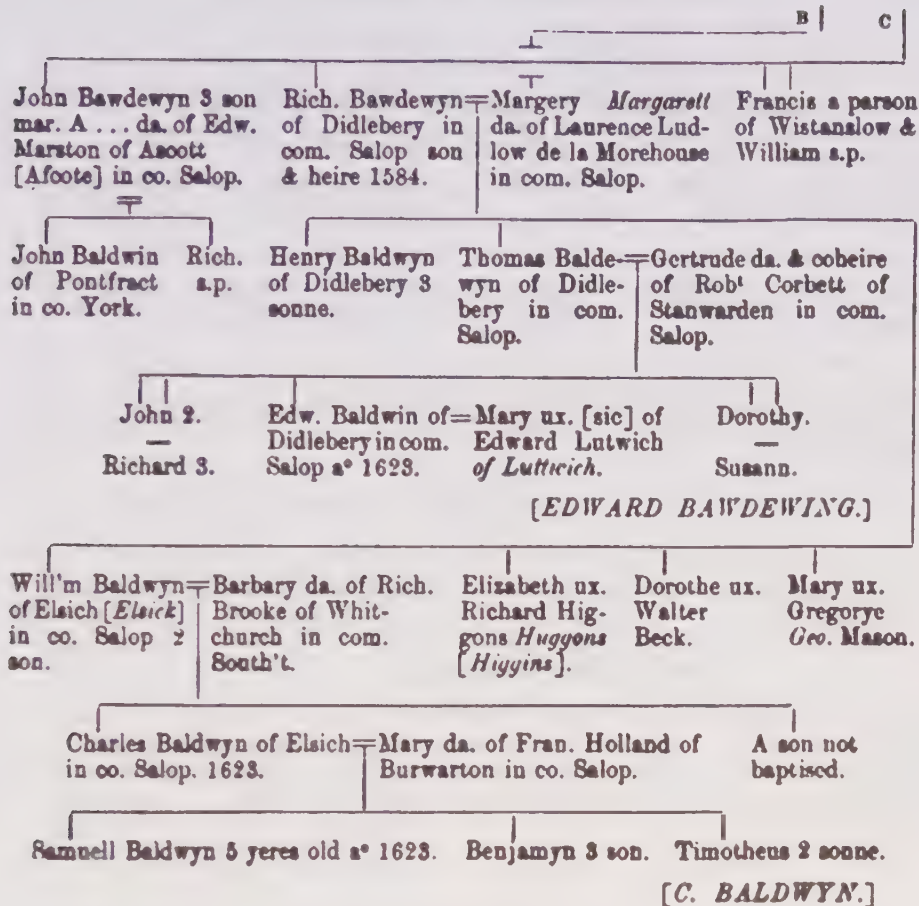 B C
John Bawdewyn 3 son
mar. A . . . da. of Edw.
Marston of Ascott
[Afcote] in co. Salop.
Rich. Bawdewyn
of Didlebery in
com. Salop son
& heire 1584.
Margery Margarett
da. of Laurence Lud-
low de la Morehouse
in com. Salop.
Francis a parson
of Wistanslow &
William s.p.
John Baldwin
of Pontfract
in co. York.
Rich.
s.p.
Henry Baldwyn
of Didlebery 3
sonne.
Thomas Balde-
wyn of Didle-
bery in com.
Salop.
Gertrude da. & coheire
of Robt Corbett of
Stanwarden in com.
Salop.
John 2.
—
Richard 3.
Edw. Baldwin of
Didlebery in com.
Salop ao 1623.
Mary ux. [sic] of
Edward Lutwich
of Luttwich.
Dorothy.
—
Susann.
[EDWARD BAWDEWING.]
Will'm Baldwyn
of Elsich [Elsick]
in co. Salop 2
son.
Barbary da. of Rich.
Brooke of Whit-
church in com.
South't.
Elizabeth ux.
Richard Hig-
gons Huggons
[Higgins].
Dorothe ux.
Walter
Beck.
Mary ux.
Gregorye
Geo. Mason.
Charles Baldwyn of Elsich
in co. Salop. 1623.
Mary da. of Fran. Holland of
Burwarton in co. Salop.
A son not
baptised.
Samuell Baldwyn 5 yeres old ao 1623.
Benjamyn 3 son.
Timotheus 2 sonne.
[C. BALDWYN.]